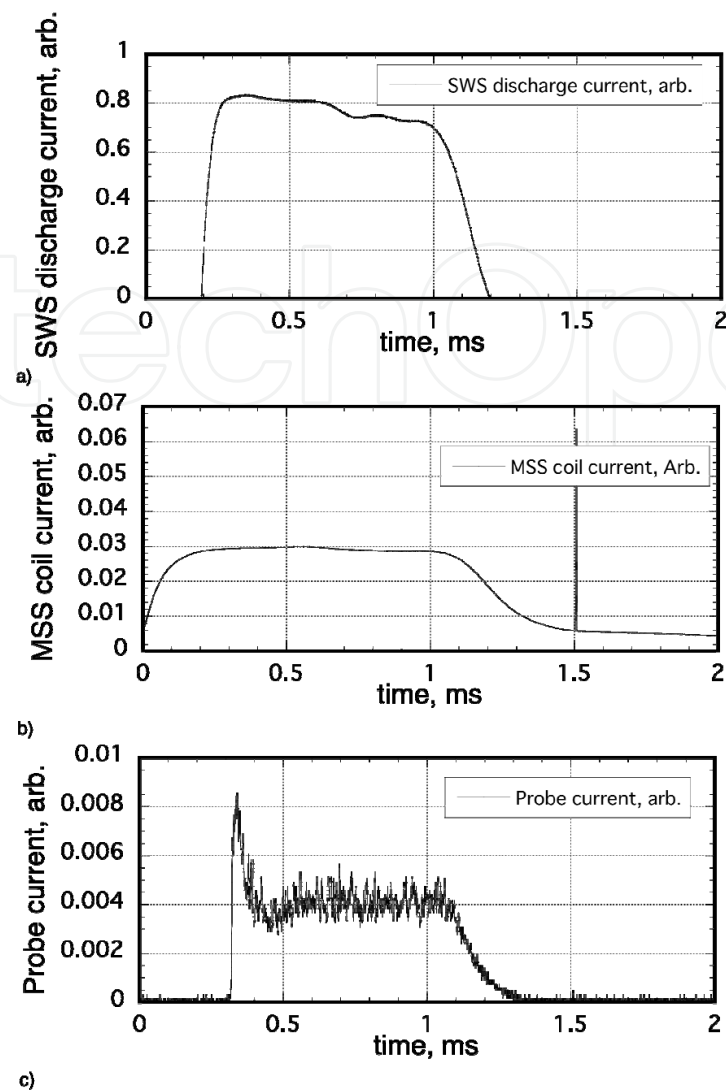 SWS discharge current, arb.
1
0.8
0.6
0.4
0.2
0
SWS discharge current, arb.
0 0.5 1 1.5 2
time, ms
a)
MSS coil current, arb.
0.07
0.06
0.05
0.04
0.03
0.02
0.01
0
MSS coil current, Arb.
0 0.5 1 1.5 2
time, ms
b)
Probe current, arb.
0.01
0.008
0.006
0.004
0.002
0
Probe current, arb.
0 0.5 1 1.5 2
time, ms
c)